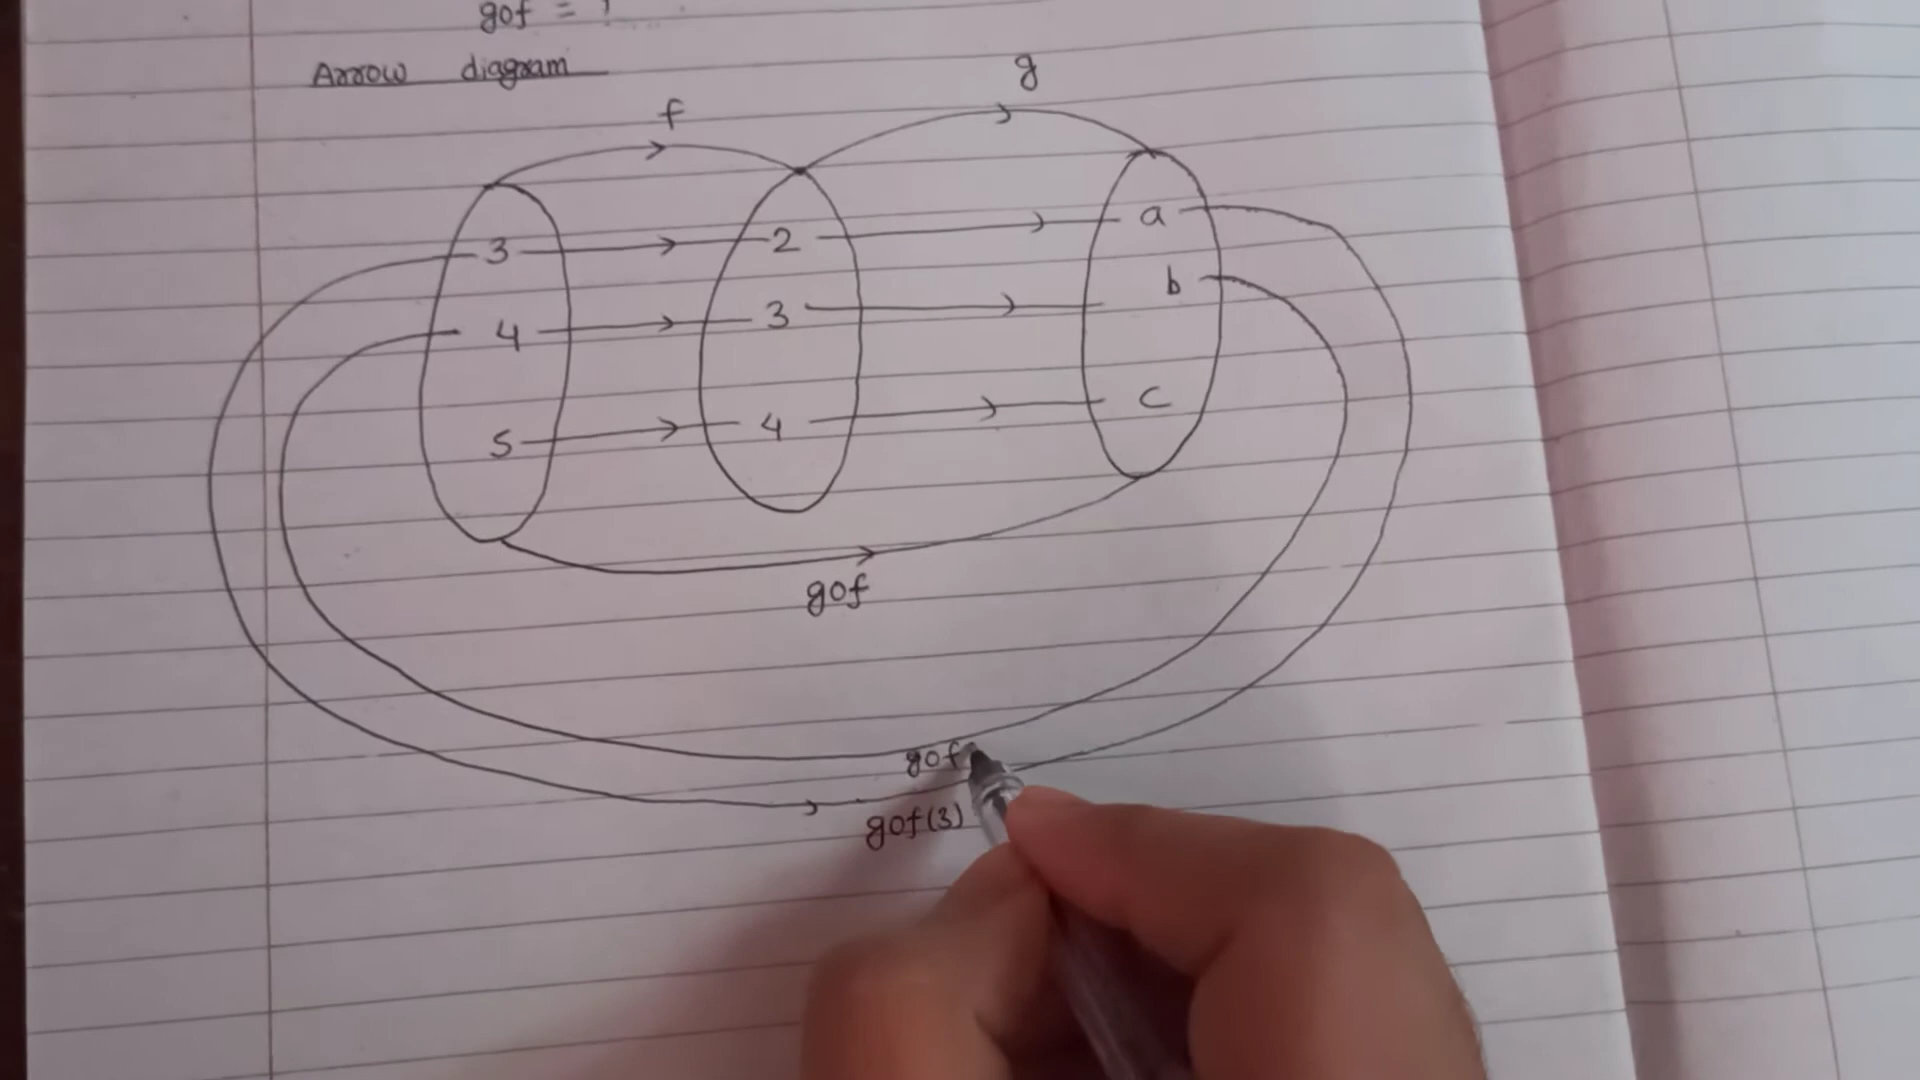 gof = ?
Arrow diagram
f g
3 2 a
4 3 b
5 4 c
gof
gof
gof(3)